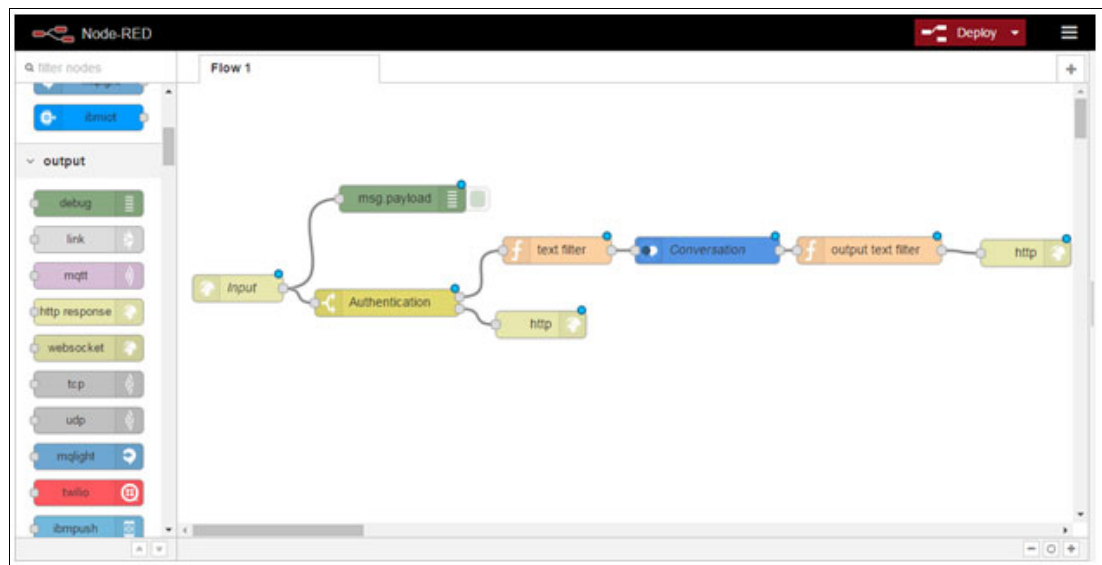 Node-RED
Deploy
filter nodes
Flow 1
ibmiot
output
debug
link
mqtt
http response
websocket
tcp
udp
mqlight
twilio
ibmpush
msg.payload
Input
Authentication
text filter
Conversation
output text filter
http
http